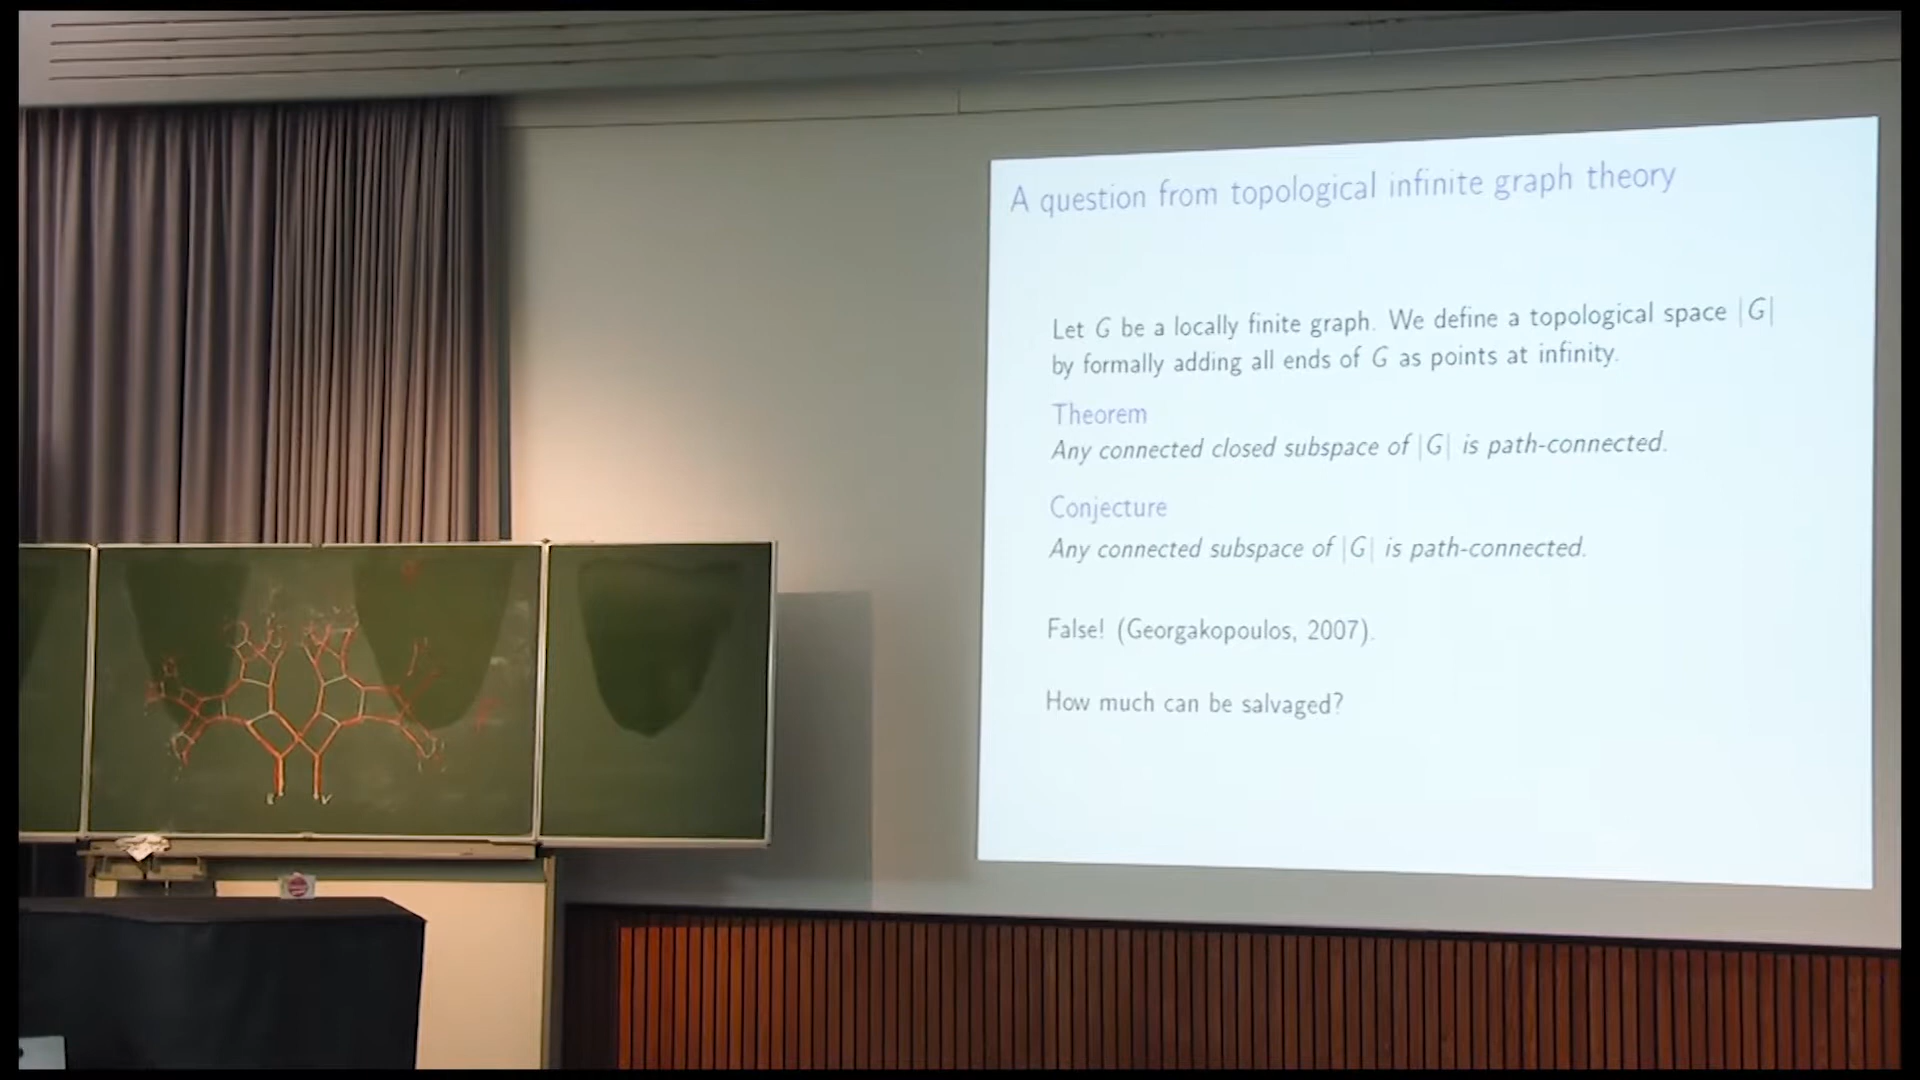 A question from topological infinite graph theory
Let G be a locally finite graph. We define a topological space |G|
by formally adding all ends of G as points at infinity.
Theorem
Any connected closed subspace of |G| is path-connected.
Conjecture
Any connected subspace of |G| is path-connected.
False! (Georgakopoulos, 2007).
How much can be salvaged?